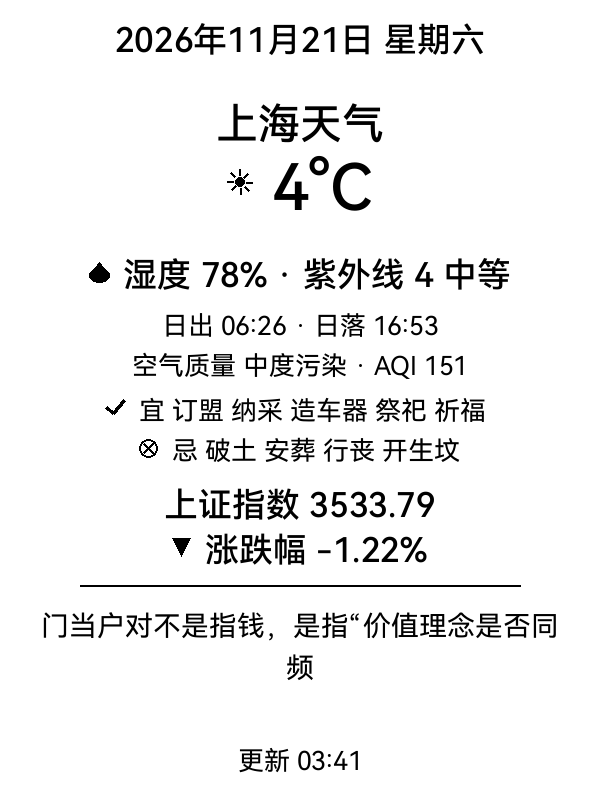 2026年11月21日 星期六
上海天气
4°C
湿度 78% · 紫外线 4 中等
日出 06:26 · 日落 16:53
空气质量 中度污染 · AQI 151
宜 订盟 纳采 造车器 祭祀 祈福
忌 破土 安葬 行丧 开生坟
上证指数 3533.79
▼ 涨跌幅 -1.22%
门当户对不是指钱，是指“价值理念是否同
频
更新 03:41